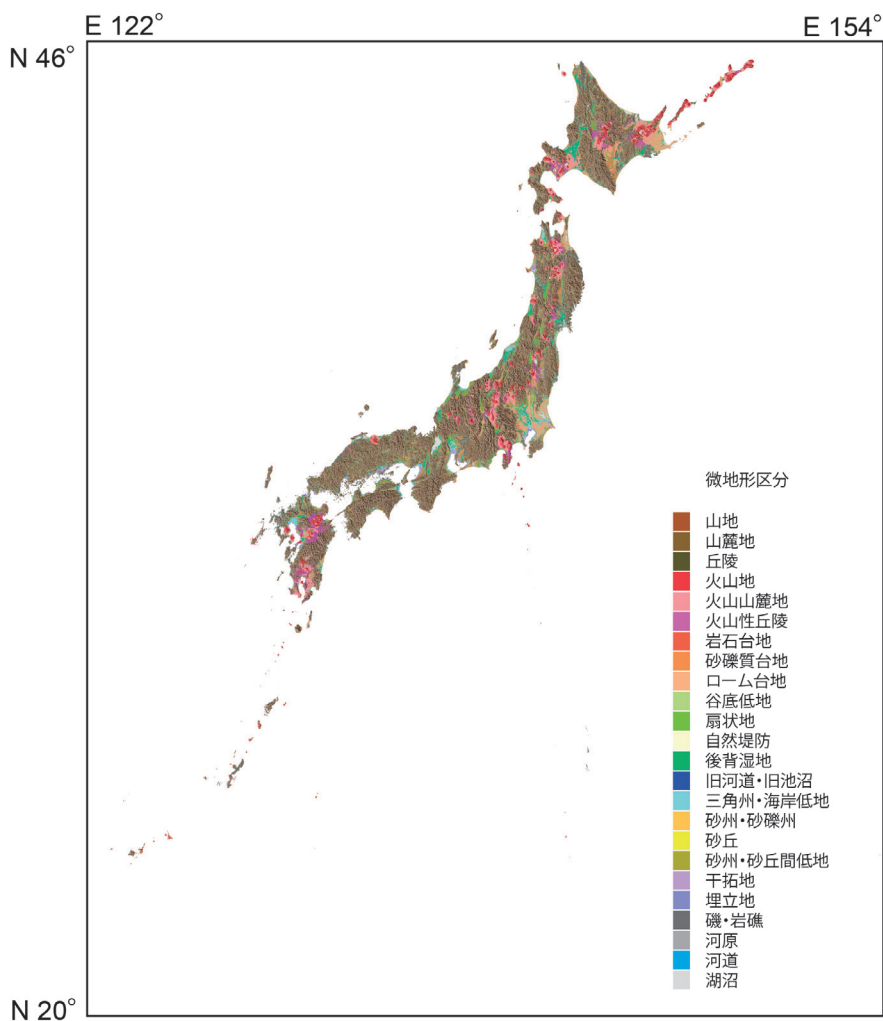 E 122°
E 154°
N 46°
微地形区分
山地
山麓地
丘陵
火山地
火山山麓地
火山性丘陵
岩石台地
砂礫質台地
ローム台地
谷底低地
扇状地
自然堤防
後背湿地
旧河道・旧池沼
三角州・海岸低地
砂州・砂礫州
砂丘
砂州・砂丘間低地
干拓地
埋立地
磯・岩礁
河原
河道
湖沼
N 20°